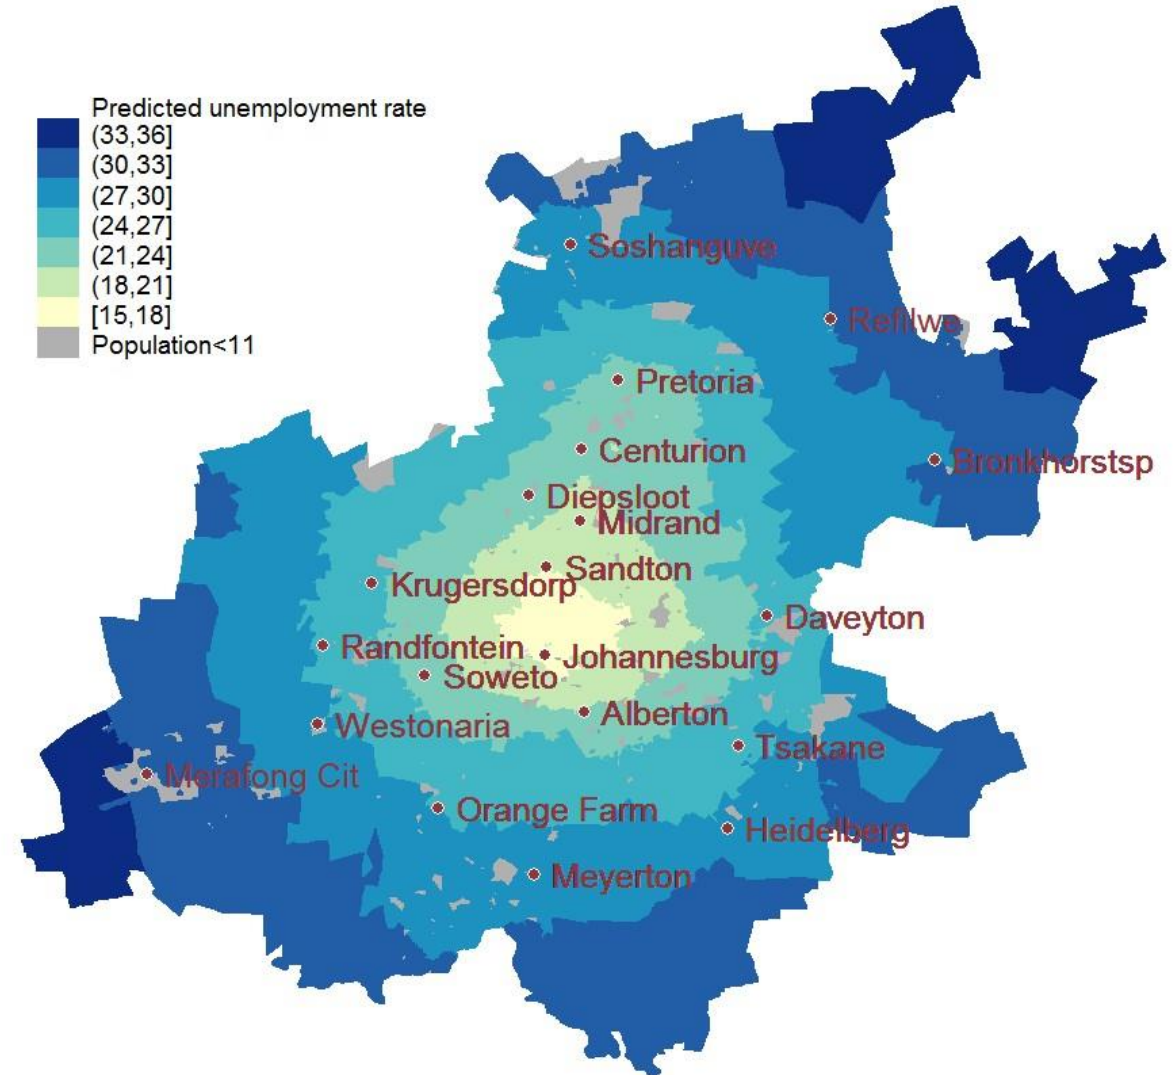 Predicted unemployment rate
(33,36]
(30,33]
(27,30]
(24,27]
(21,24]
(18,21]
[15,18]
Population<11
Soshanguve
Refilwe
Pretoria
Centurion
Bronkhorstsp
Diepsloot
Midrand
Sandton
Krugersdorp
Daveyton
Randfontein
Johannesburg
Soweto
Alberton
Westonaria
Tsakane
Merafong Cit
Orange Farm
Heidelberg
Meyerton